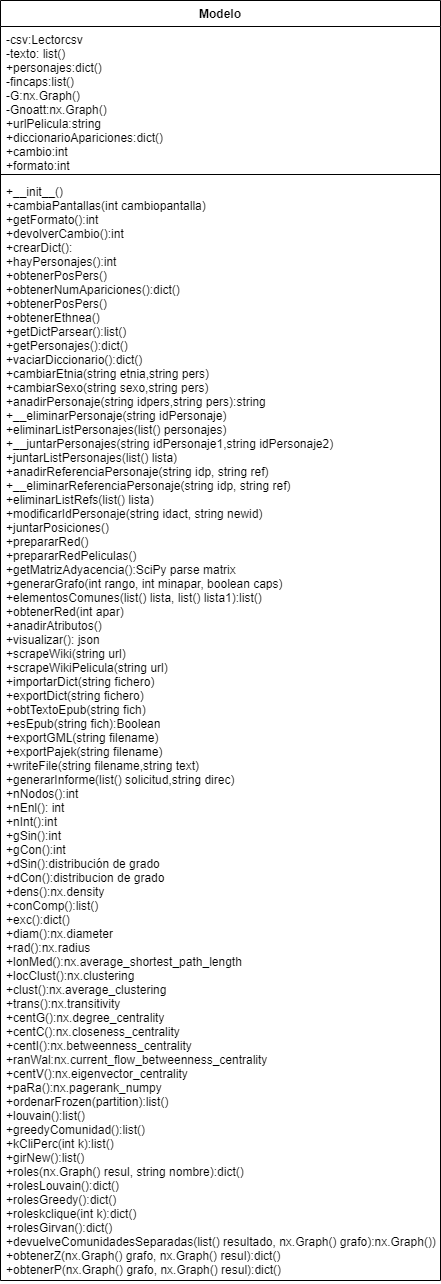 Modelo
-csv:Lectorcsv
-texto: list()
+personajes:dict()
-fincaps:list()
-G:nx.Graph()
-Gnoatt:nx.Graph()
+urlPelicula:string
+diccionarioApariciones:dict()
+cambio:int
+formato:int
+__init__()
+cambiaPantallas(int cambiopantalla)
+getFormato():int
+devolverCambio():int
+crearDict():
+hayPersonajes():int
+obtenerPosPers()
+obtenerNumApariciones():dict()
+obtenerPosPers()
+obtenerEthnea()
+getDictParsear():list()
+getPersonajes():dict()
+vaciarDiccionario():dict()
+cambiarEtnia(string etnia,string pers)
+cambiarSexo(string sexo,string pers)
+anadirPersonaje(string idpers,string pers):string
+__eliminarPersonaje(string idPersonaje)
+eliminarListPersonajes(list() personajes)
+__juntarPersonajes(string idPersonaje1,string idPersonaje2)
+juntarListPersonajes(list() lista)
+anadirReferenciaPersonaje(string idp, string ref)
+__eliminarReferenciaPersonaje(string idp, string ref)
+eliminarListRefs(list() lista)
+modificarIdPersonaje(string idact, string newid)
+juntarPosiciones()
+prepararRed()
+prepararRedPeliculas()
+getMatrizAdyacencia():SciPy parse matrix
+generarGrafo(int rango, int minapar, boolean caps)
+elementosComunes(list() lista, list() lista1):list()
+obtenerRed(int apar)
+anadirAtributos()
+visualizar(): json
+scrapeWiki(string url)
+scrapeWikiPelicula(string url)
+importarDict(string fichero)
+exportDict(string fichero)
+obtTextoEpub(string fich)
+esEpub(string fich):Boolean
+exportGML(string filename)
+exportPajek(string filename)
+writeFile(string filename,string text)
+generarInforme(list() solicitud,string direc)
+nNodos():int
+nEnl(): int
+nInt():int
+gSin():int
+gCon():int
+dSin():distribución de grado
+dCon():distribucion de grado
+dens():nx.density
+conComp():list()
+exc():dict()
+diam():nx.diameter
+rad():nx.radius
+lonMed():nx.average_shortest_path_length
+locClust():nx.clustering
+clust():nx.average_clustering
+trans():nx.transitivity
+centG():nx.degree_centrality
+centC():nx.closeness_centrality
+centI():nx.betweenness_centrality
+ranWal:nx.current_flow_betweenness_centrality
+centV():nx.eigenvector_centrality
+paRa():nx.pagerank_numpy
+ordenarFrozen(partition):list()
+louvain():list()
+greedyComunidad():list()
+kCliPerc(int k):list()
+girNew():list()
+roles(nx.Graph() resul, string nombre):dict()
+rolesLouvain():dict()
+rolesGreedy():dict()
+roleskclique(int k):dict()
+rolesGirvan():dict()
+devuelveComunidadesSeparadas(list() resultado, nx.Graph() grafo):nx.Graph())
+obtenerZ(nx.Graph() grafo, nx.Graph() resul):dict()
+obtenerP(nx.Graph() grafo, nx.Graph() resul):dict()